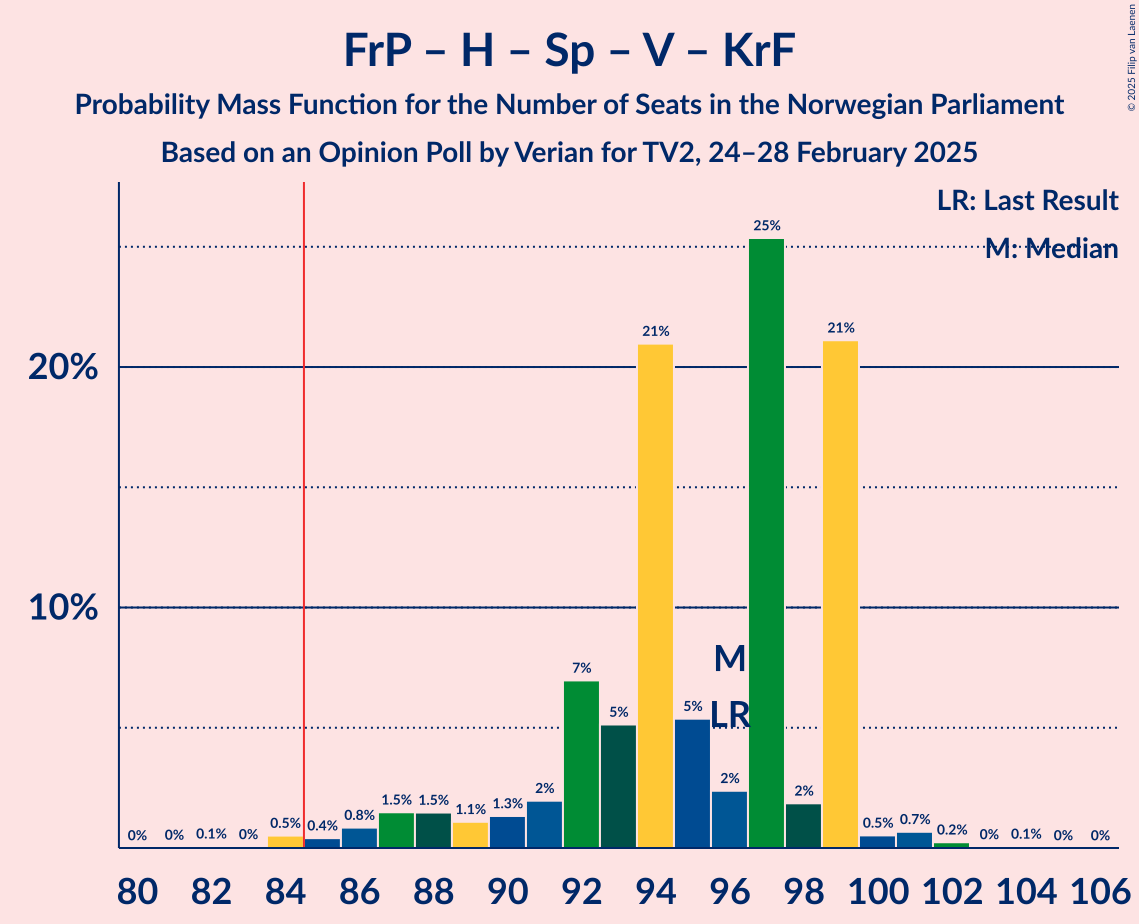 FrP – H – Sp – V – KrF
Probability Mass Function for the Number of Seats in the Norwegian Parliament
Based on an Opinion Poll by Verian for TV2, 24–28 February 2025
© 2025 Filip van Laenen
LR: Last Result
M: Median
20%
10%
0% 0% 0.1% 0% 0.5% 0.4% 0.8% 1.5% 1.5% 1.1% 1.3% 2% 7% 5% 21% 5% 2% 25% 2% 21% 0.5% 0.7% 0.2% 0% 0.1% 0% 0%
M
LR
80 82 84 86 88 90 92 94 96 98 100 102 104 106